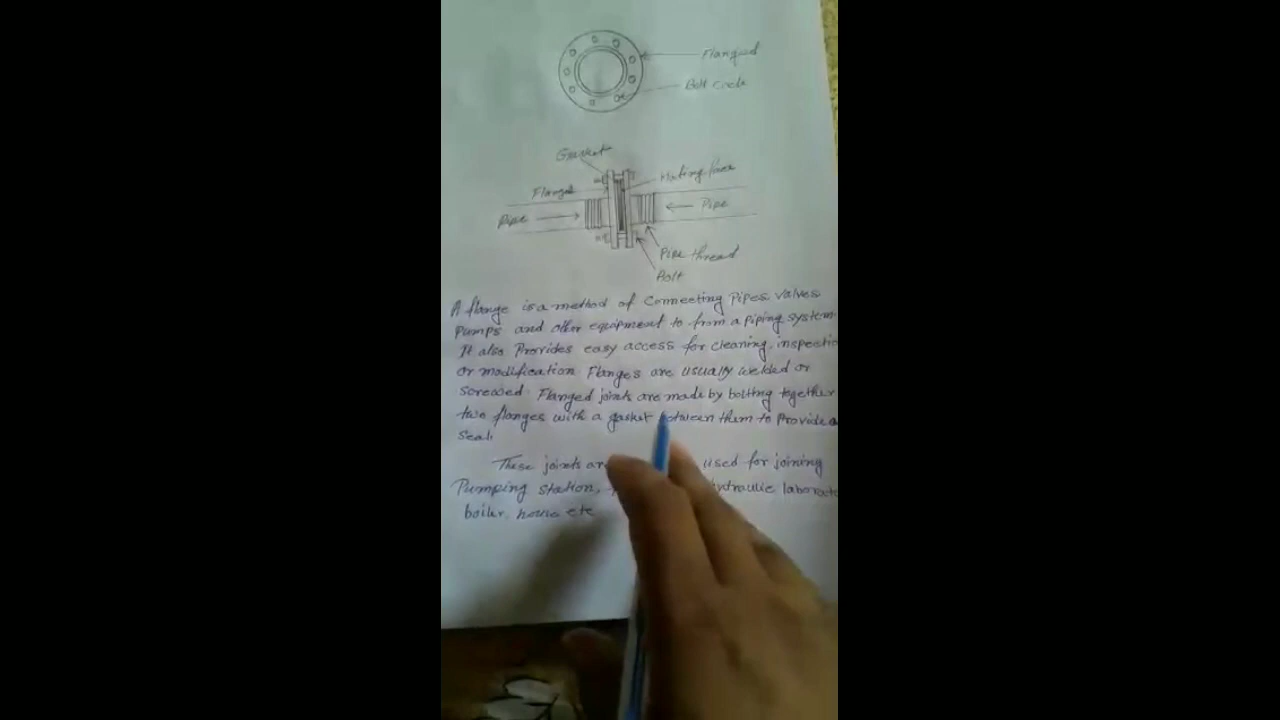 Flanged
Bolt circle
Gasket
Flange
Mating face
Pipe
Pipe
Pipe thread
Bolt
A flange is a method of Connecting Pipes, valves
Pumps and other equipment to from a piping system.
It also Provides easy access for cleaning, inspectio
or modification. Flanges are usually welded or
screwed. Flanged joints are made by bolting together
two flanges with a gasket between them to Provide a
seal.
These joints are used for joining
Pumping station, hydraulic laborato
boiler, house etc